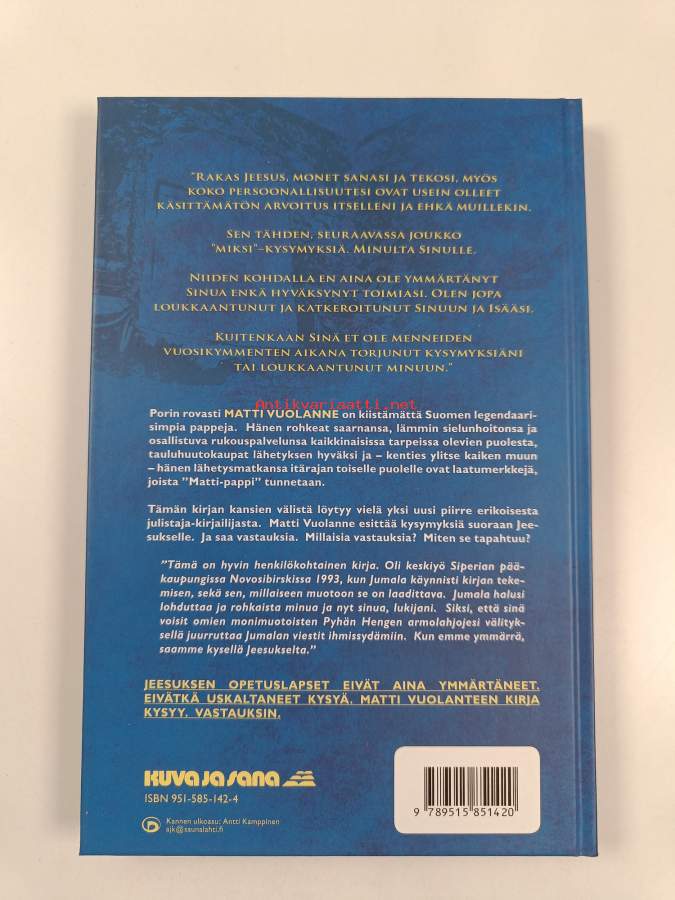 "RAKAS JEESUS, MONET SANASI JA TEKOSI, MYÖS
KOKO PERSOONALLISUUTESI OVAT USEIN OLLEET
KÄSITTÄMÄTÖN ARVOITUS ITSELLENI JA EHKÄ MUILLEKIN.
SEN TÄHDEN, SEURAAVASSA JOUKKO
"MIKSI"-KYSYMYKSIÄ. MINULTA SINULLE.
NIIDEN KOHDALLA EN AINA OLE YMMÄRTÄNYT
SINUA ENKÄ HYVÄKSYNYT TOIMIASI. OLEN JOPA
LOUKKAANTUNUT JA KATKEROITUNUT SINUUN JA ISÄÄSI.
KUITENKAAN SINÄ ET OLE MENNEIDEN
VUOSIKYMMENTEN AIKANA TORJUNUT KYSYMYKSIÄNI
TAI LOUKKAANTUNUT MINUUN."
Antikvariaatti.net
Porin rovasti MATTI VUOLANNE on kiistämättä Suomen legendaari-
simpia pappeja. Hänen rohkeat saarnansa, lämmin sielunhoitonsa ja
osallistuva rukouspalvelunsa kaikkinaisissa tarpeissa olevien puolesta,
tauluhuutokaupat lähetyksen hyväksi ja – kenties ylitse kaiken muun
– hänen lähetysmatkansa itärajan toiselle puolelle ovat laatumerkkejä,
joista "Matti-pappi" tunnetaan.
Tämän kirjan kansien välistä löytyy vielä yksi uusi piirre erikoisesta
julistaja-kirjailijasta. Matti Vuolanne esittää kysymyksiä suoraan Jee-
sukselle. Ja saa vastauksia. Millaisia vastauksia? Miten se tapahtuu?
"Tämä on hyvin henkilökohtainen kirja. Oli keskiyö Siperian pää-
kaupungissa Novosibirskissa 1993, kun Jumala käynnisti kirjan teke-
misen, sekä sen, millaiseen muotoon se on laadittava. Jumala halusi
lohduttaa ja rohkaista minua ja nyt sinua, lukijani. Siksi, että sinä
voisit omien monimuotoisten Pyhän Hengen armolahjojesi välityk-
sellä juurruttaa Jumalan viestit ihmissydämiin. Kun emme ymmärrä,
saamme kysellä Jeesukselta."
JEESUKSEN OPETUSLAPSET EIVÄT AINA YMMÄRTÄNEET.
EIVÄTKÄ USKALTANEET KYSYÄ. MATTI VUOLANTEEN KIRJA
KYSYY. VASTAUKSIN.
KUVA JA SANA
ISBN 951-585-142-4
Kannen ulkoasu: Antti Kamppinen
ajk@saunalahti.fi
9 789515 851420